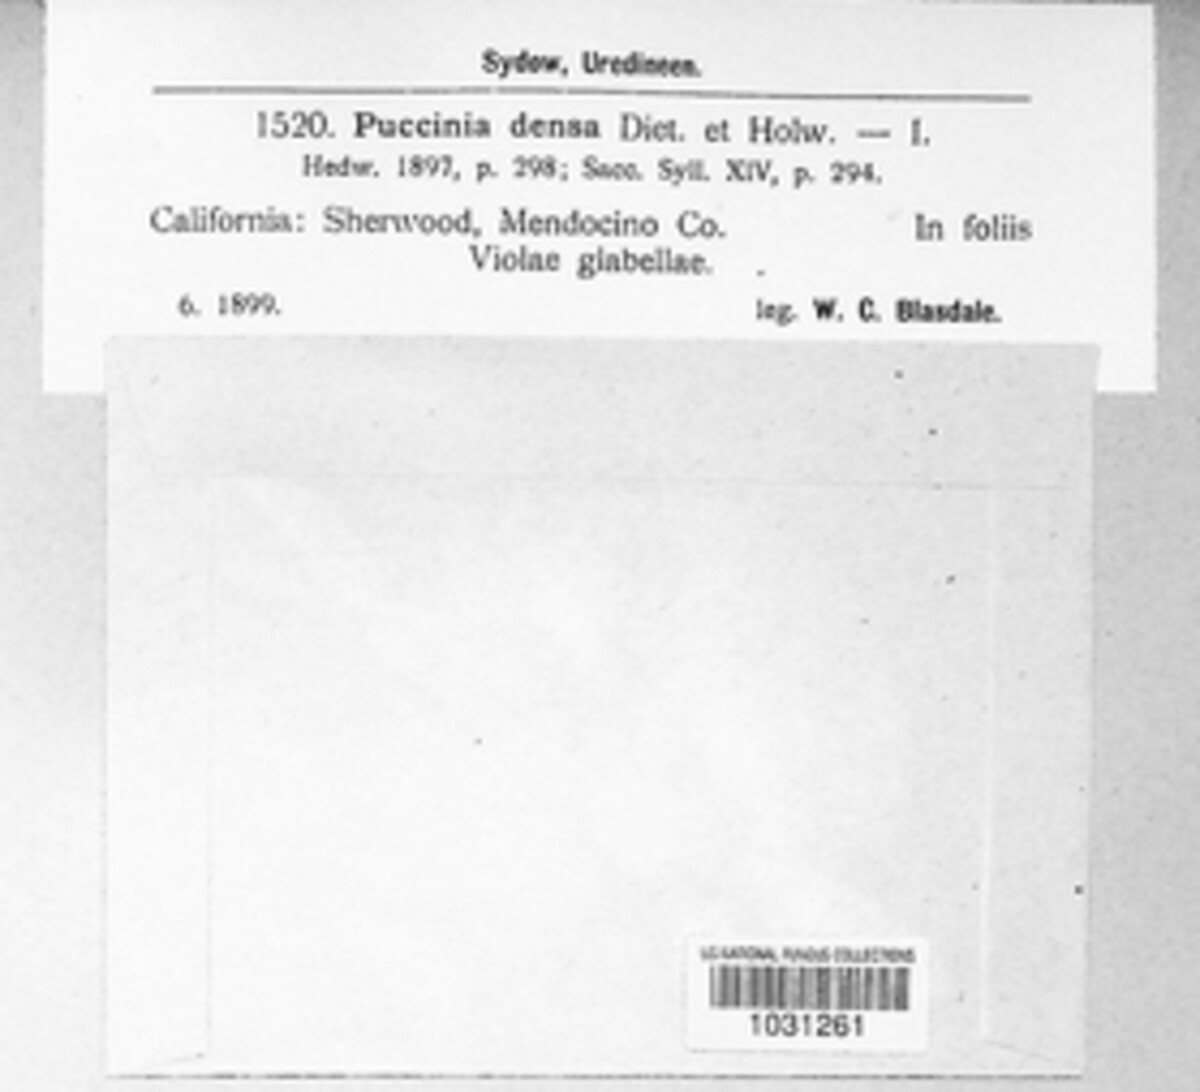 Sydow, Uredineen.
1520. Puccinia densa Diet. et Holw. — I.
Hedw. 1897, p. 298; Sacc. Syll. XIV, p. 294.
California: Sherwood, Mendocino Co. In foliis
Violae glabellae.
6. 1899. leg. W. C. Blasdale.
US NATIONAL FUNGUS COLLECTIONS
1031261